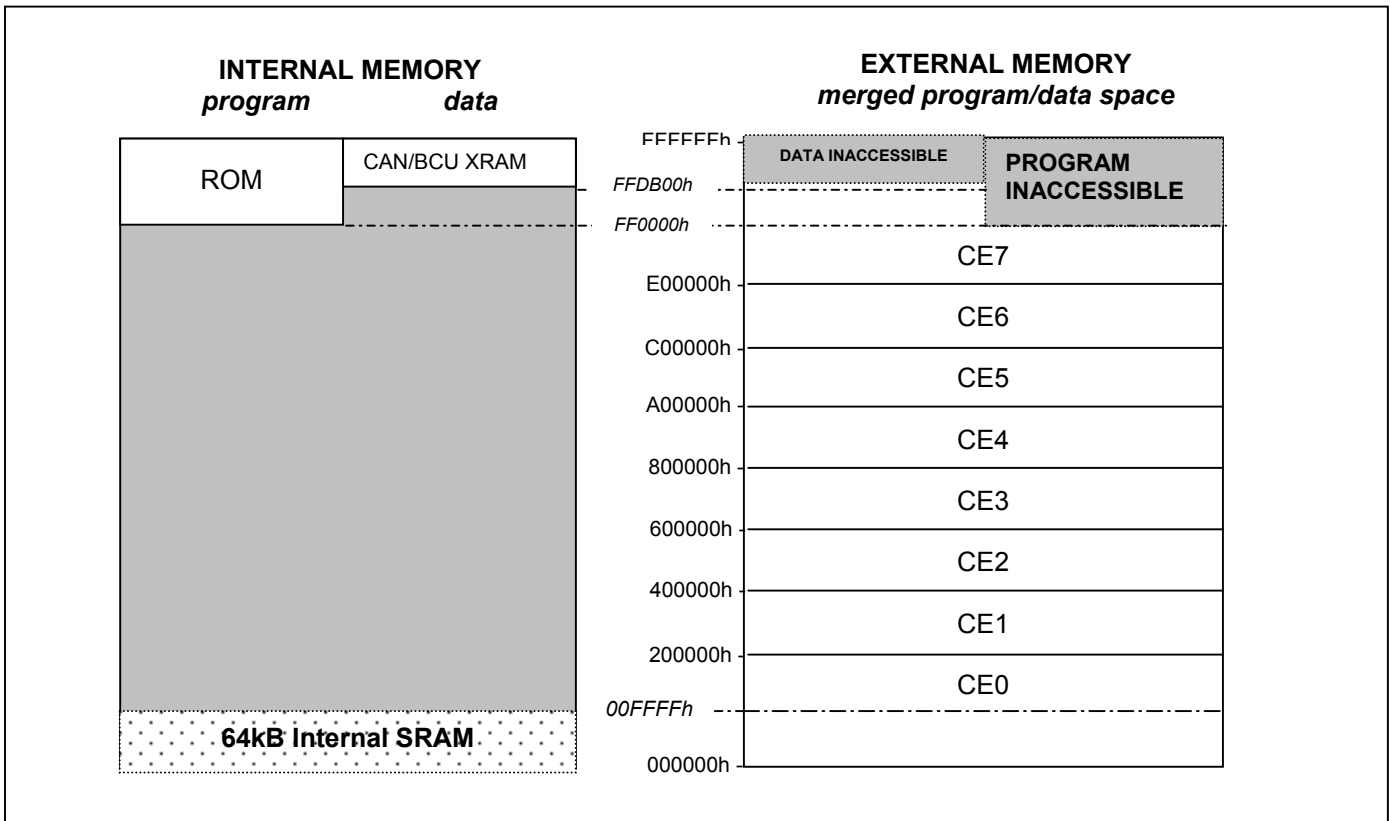 INTERNAL MEMORY
program data
ROM
CAN/BCU XRAM
64kB Internal SRAM
EXTERNAL MEMORY
merged program/data space
FFFFFFh
DATA INACCESSIBLE
PROGRAM
INACCESSIBLE
FFDB00h
FF0000h
CE7
E00000h
CE6
C00000h
CE5
A00000h
CE4
800000h
CE3
600000h
CE2
400000h
CE1
200000h
CE0
00FFFFh
000000h